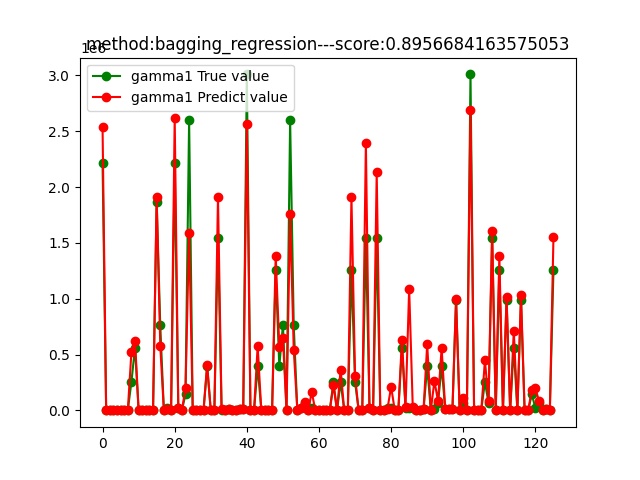 method:bagging_regression---score:0.8956684163575053
1e6
gamma1 True value
gamma1 Predict value
3.0
2.5
2.0
1.5
1.0
0.5
0.0
0 20 40 60 80 100 120